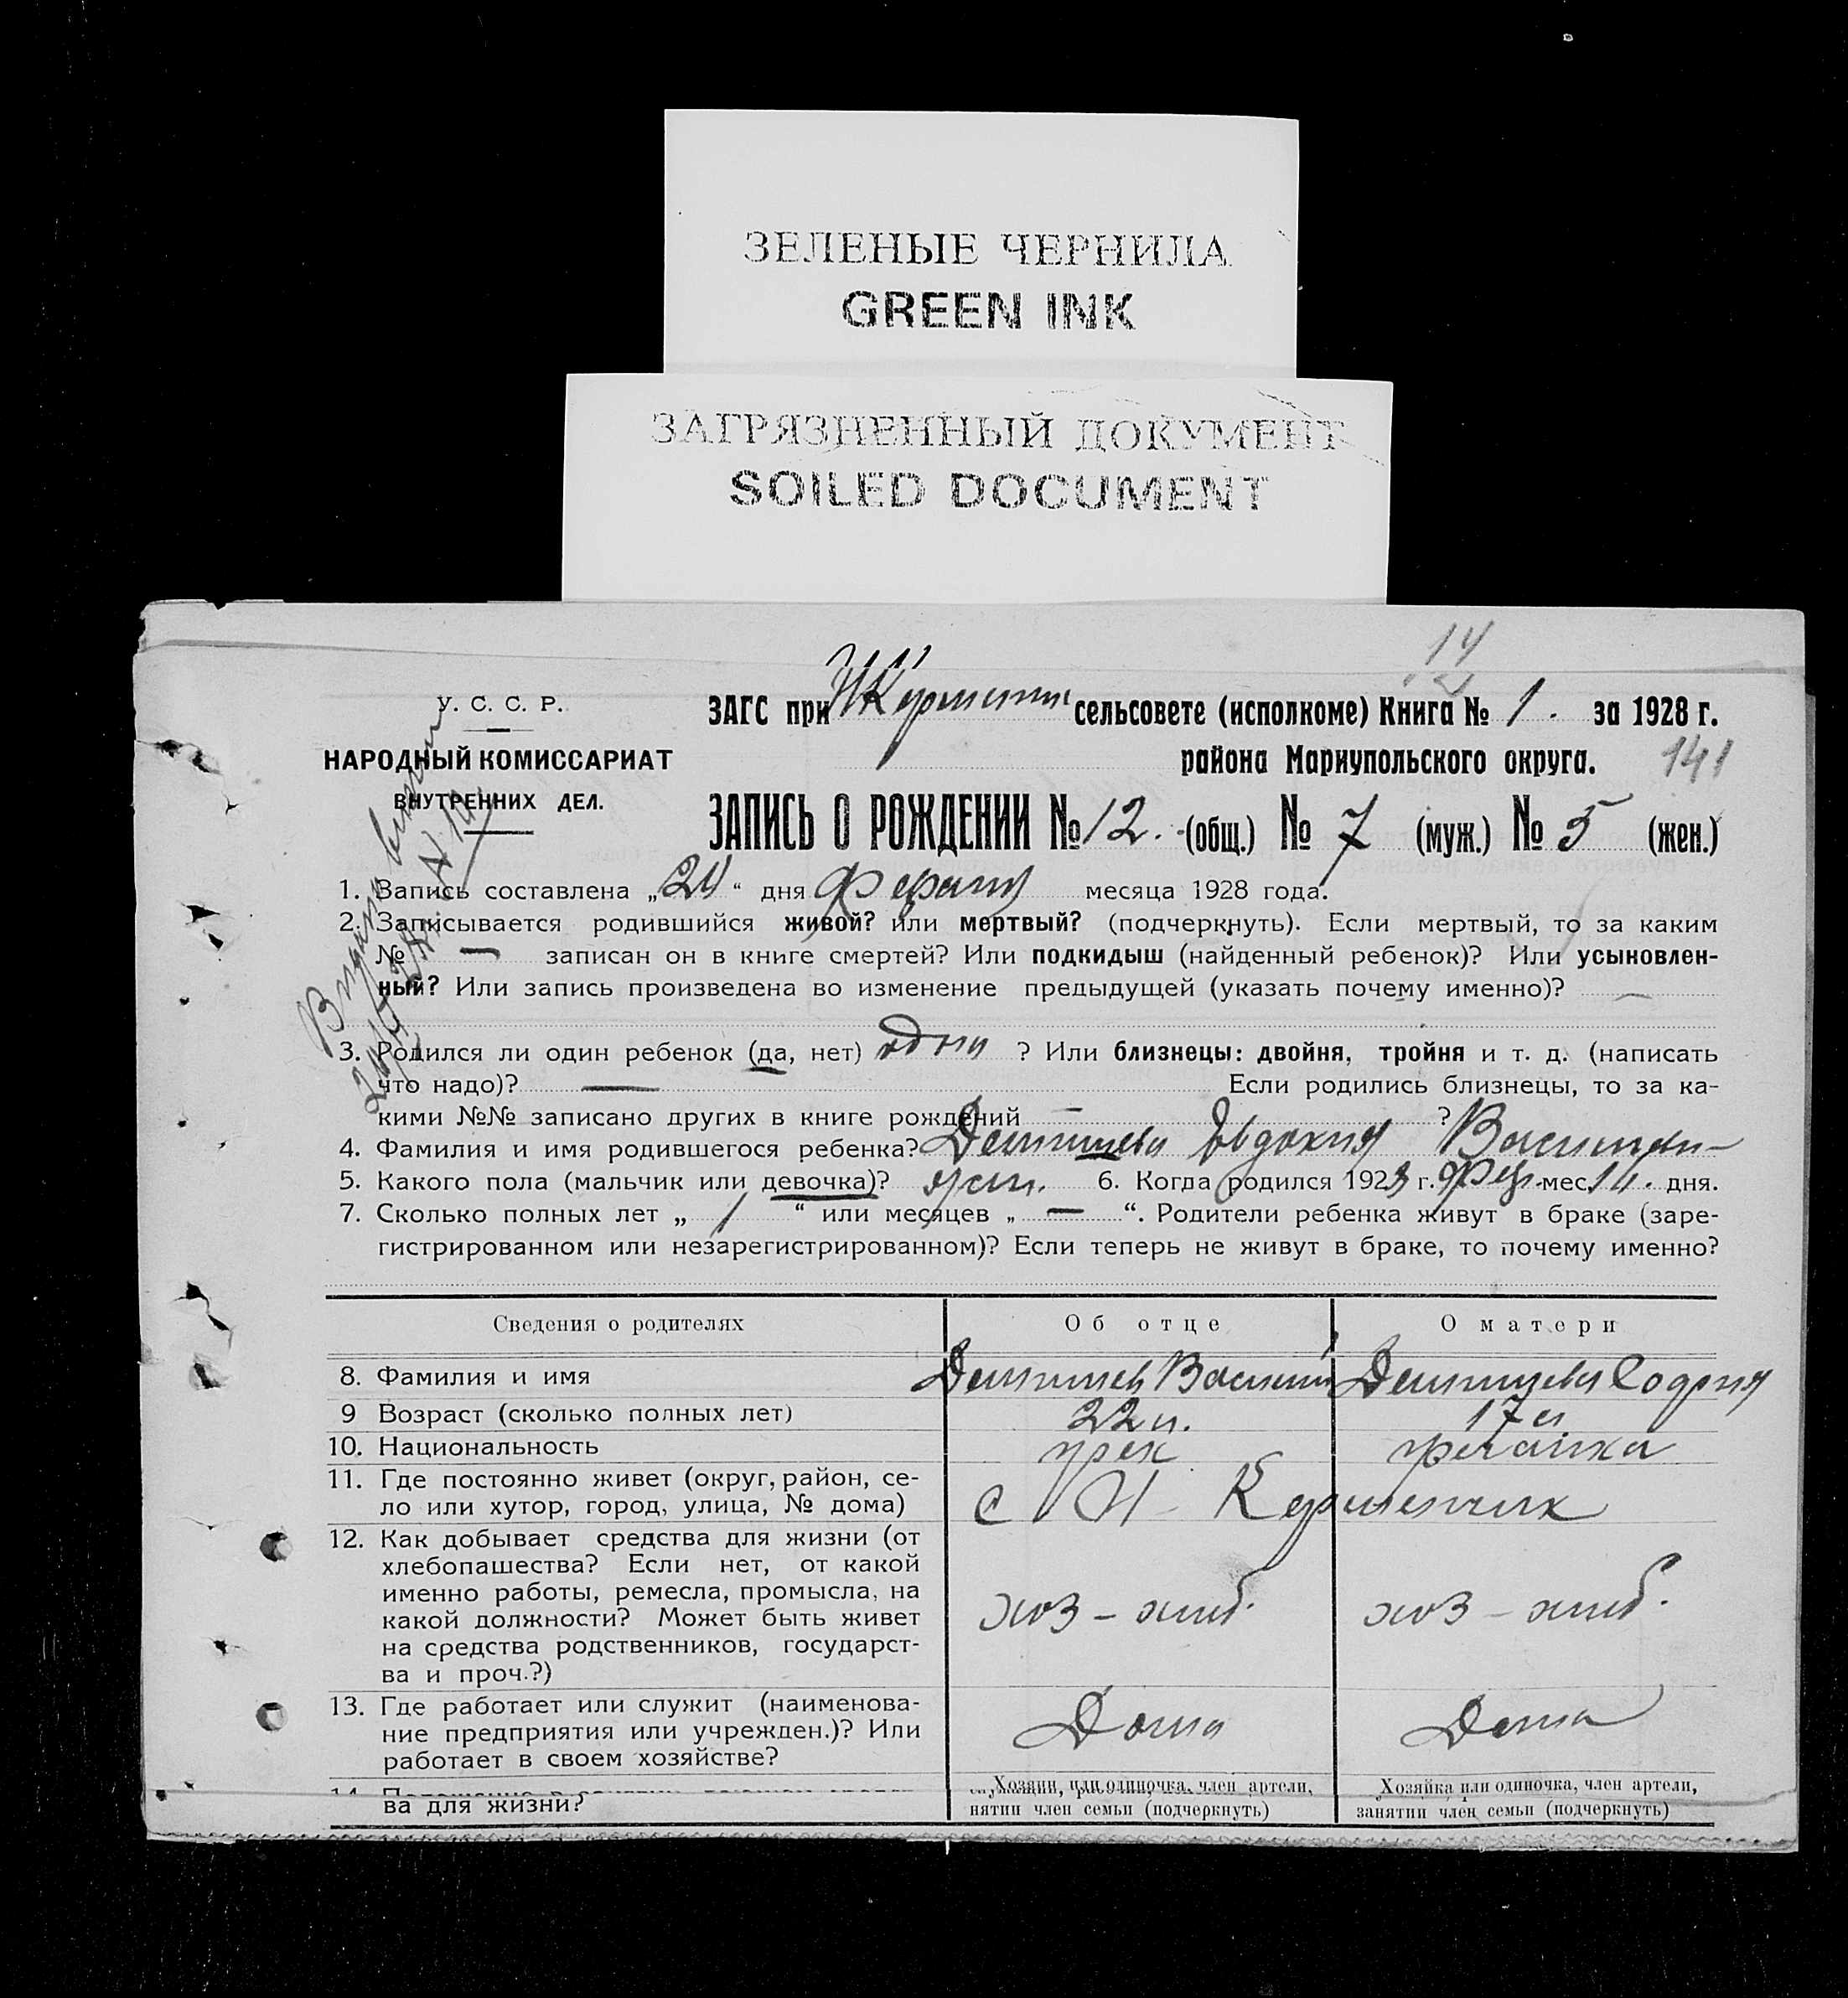 ЗЕЛЕНЫЕ ЧЕРНИЛА
GREEN INK
ЗАГРЯЗНЕННЫЙ ДОКУМЕНТ
SOILED DOCUMENT
14
У. С. С. Р.
НАРОДНЫЙ КОМИССАРИАТ
ВНУТРЕННИХ ДЕЛ.
ЗАГС при сельсовете (исполкоме) Книга № 1. за 1928 г.
района Мариупольского округа. 141
ЗАПИСЬ О РОЖДЕНИИ № 12. (общ.) № 7 (муж.) № 5 (жен.)
1. Запись составлена „24“ дня месяца 1928 года.
2. Записывается родившийся живой? или мертвый? (подчеркнуть). Если мертвый, то за каким
№ — записан он в книге смертей? Или подкидыш (найденный ребенок)? Или усыновлен-
ный? Или запись произведена во изменение предыдущей (указать почему именно)? —
3. Родился ли один ребенок (да, нет) один ? Или близнецы: двойня, тройня и т. д. (написать
что надо)? — Если родились близнецы, то за ка-
кими №№ записано других в книге рождений — ?
4. Фамилия и имя родившегося ребенка? Евдокия
5. Какого пола (мальчик или девочка)? 6. Когда родился 192 г. мес. 14. дня.
7. Сколько полных лет „ 1 “ или месяцев „ — “. Родители ребенка живут в браке (заре-
гистрированном или незарегистрированном)? Если теперь не живут в браке, то почему именно?
Сведения о родителях Об отце О матери
8. Фамилия и имя Василий София
9 Возраст (сколько полных лет) 22 л. 17 л
10. Национальность грек гречанка
11. Где постоянно живет (округ, район, се-
ло или хутор, город, улица, № дома) с Н-Керменчик
12. Как добывает средства для жизни (от
хлебопашества? Если нет, от какой
именно работы, ремесла, промысла, на
какой должности? Может быть живет
на средства родственников, государст-
ва и проч.?)
хоз – хлеб. хоз – хлеб.
13. Где работает или служит (наименова-
ние предприятия или учрежден.)? Или
работает в своем хозяйстве?
Дома Дома
ва для жизни?
Хозяин, или одиночка, член артели,
нятии член семьи (подчеркнуть)
Хозяйка или одиночка, член артели,
занятии член семьи (подчеркнуть)